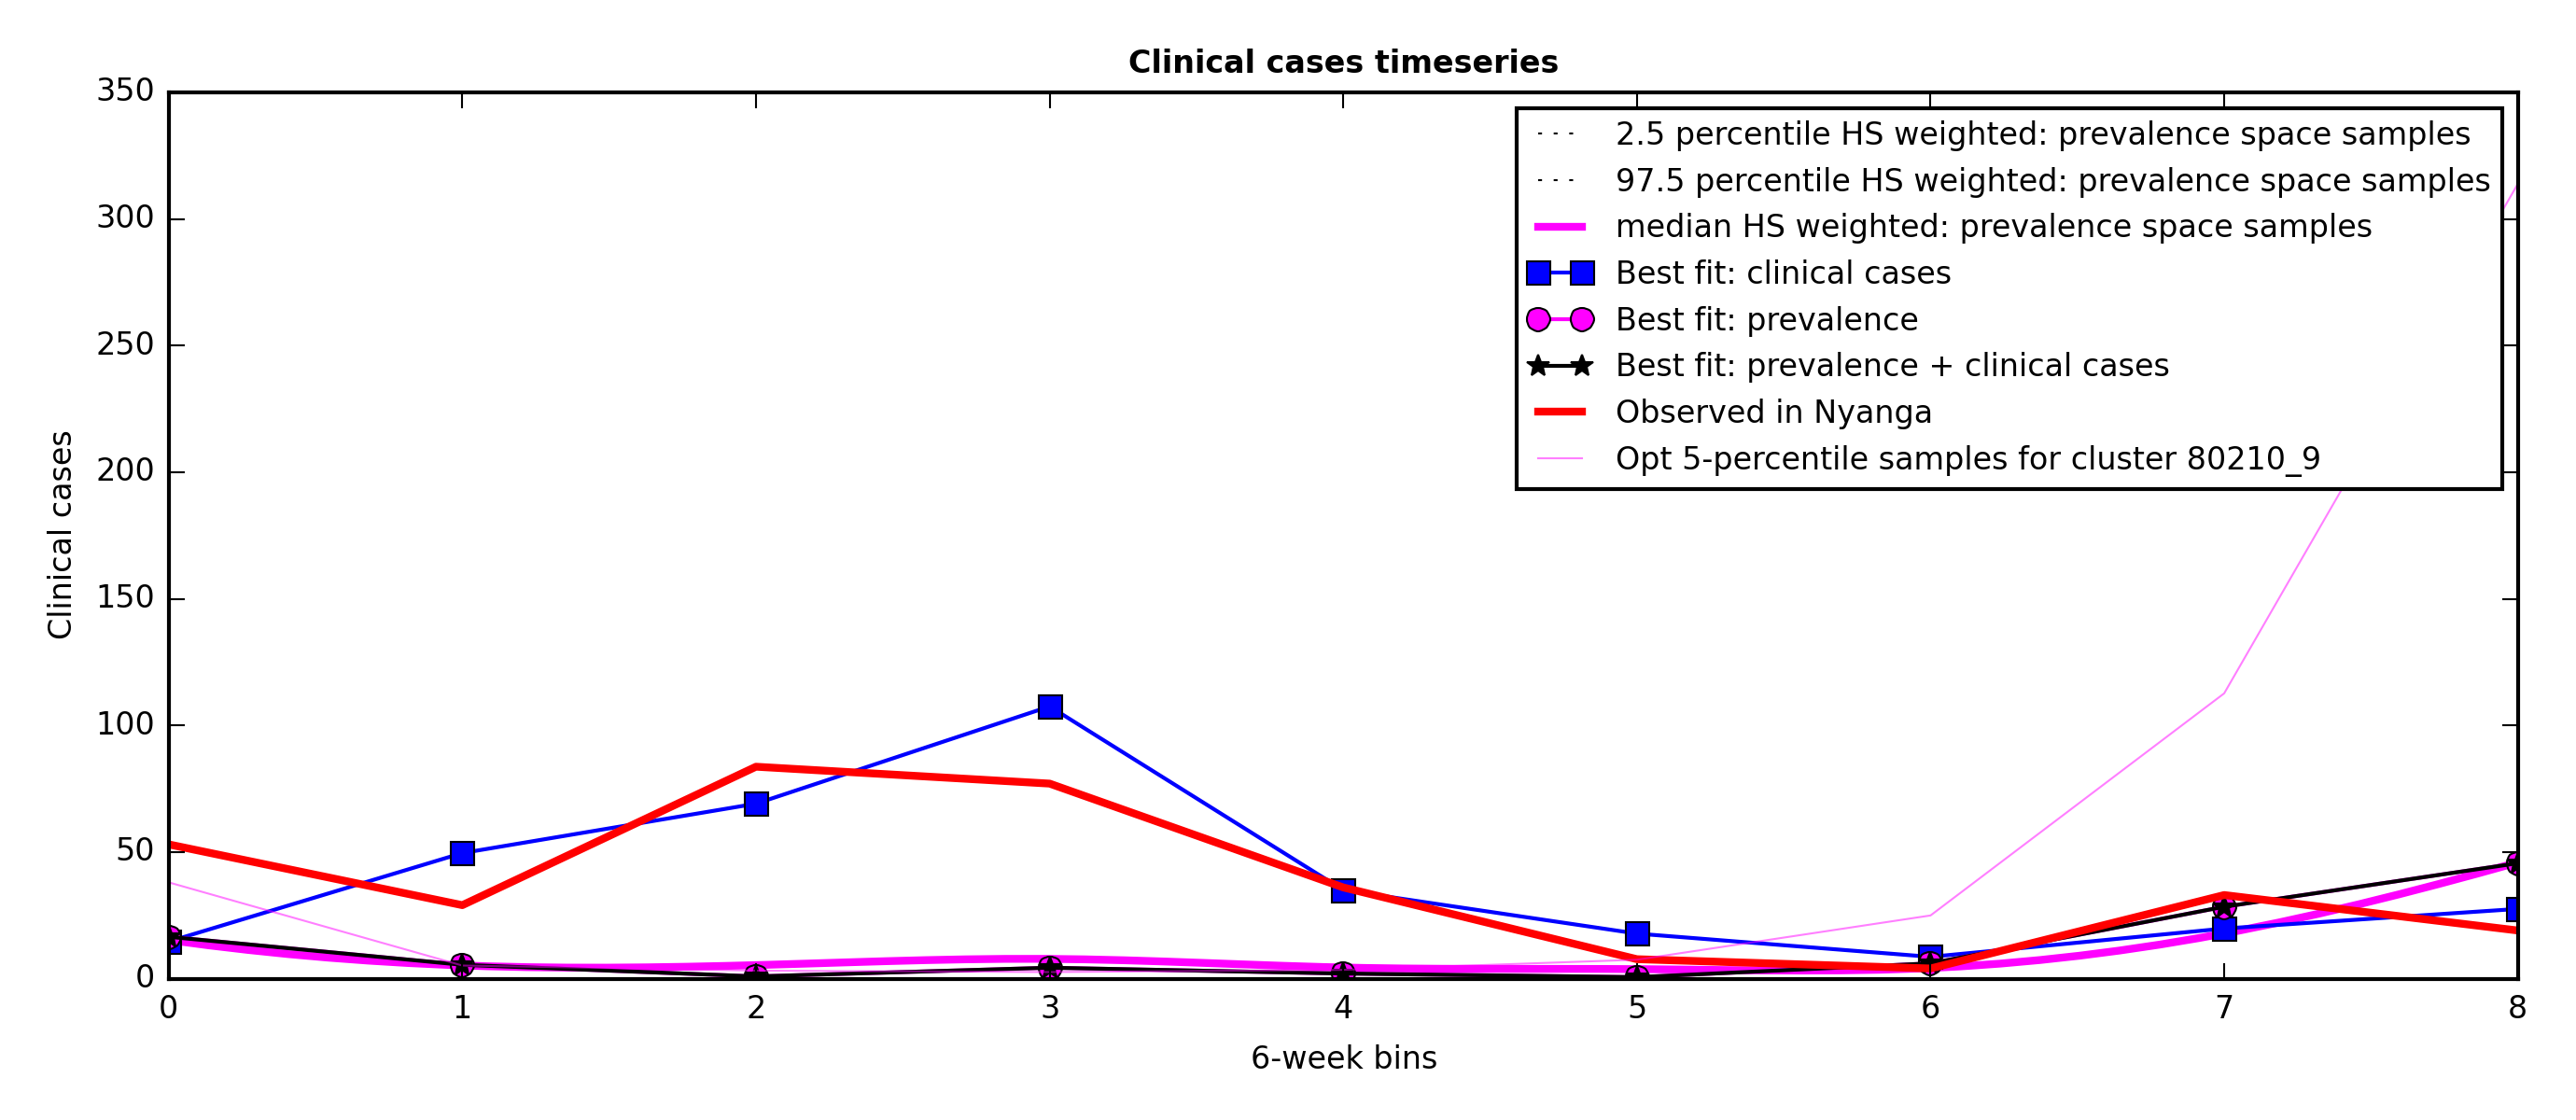 Clinical cases timeseries
350
300
250
200
150
100
50
0
Clinical cases
2.5 percentile HS weighted: prevalence space samples
97.5 percentile HS weighted: prevalence space samples
median HS weighted: prevalence space samples
Best fit: clinical cases
Best fit: prevalence
Best fit: prevalence + clinical cases
Observed in Nyanga
Opt 5-percentile samples for cluster 80210_9
0 1 2 3 4 5 6 7 8
6-week bins